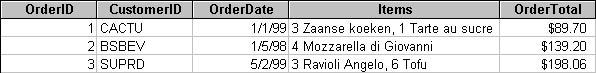 OrderID CustomerID OrderDate Items OrderTotal
1 CACTU 1/1/99 3 Zaanse koeken, 1 Tarte au sucre $89.70
2 BSBEV 1/5/98 4 Mozzarella di Giovanni $139.20
3 SUPRD 5/2/99 3 Ravioli Angelo, 6 Tofu $198.06